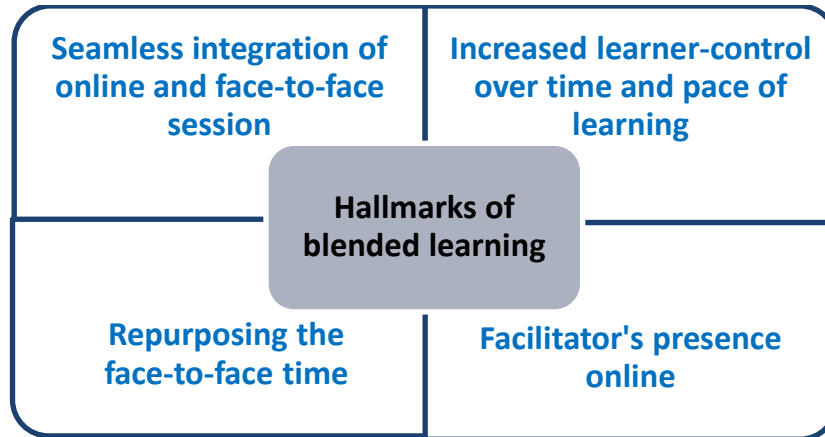 Seamless integration of
online and face-to-face
session
Increased learner-control
over time and pace of
learning
Hallmarks of
blended learning
Repurposing the
face-to-face time
Facilitator's presence
online